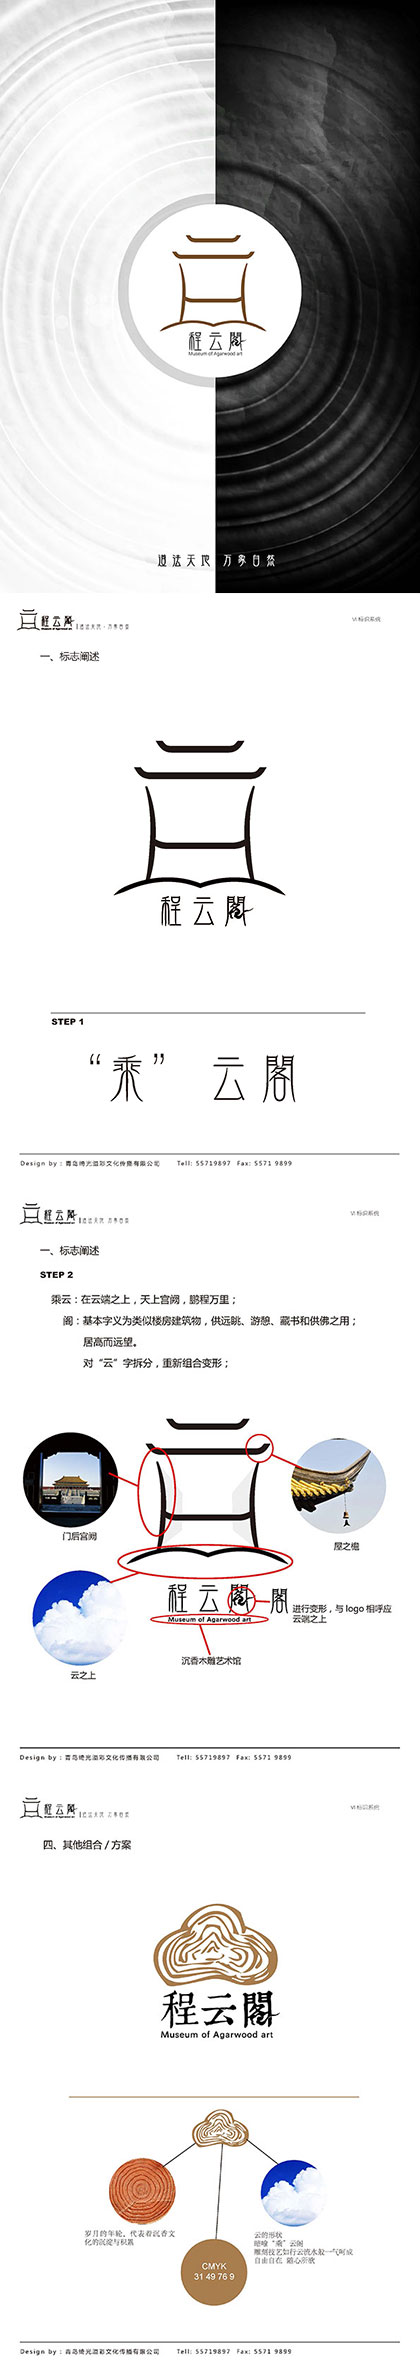 程云閣
Museum of Agarwood art
道法天地 万象自然
程云閣
道法天地·万象自然
VI 标识系统
一、标志阐述
程云閣
STEP 1
“乘” 云閣
Design by : 青岛绮光溢彩文化传播有限公司 Tell: 55719897 Fax: 5571 9899
程云閣
道法天地·万象自然
VI 标识系统
一、标志阐述
STEP 2
乘云：在云端之上，天上宫阙，鹏程万里；
阁：基本字义为类似楼房建筑物，供远眺、游憩、藏书和供佛之用；
居高而远望。
对“云”字拆分，重新组合变形；
门后宫阙
屋之檐
程云閣 閣
Museum of Agarwood art
进行变形，与 logo 相呼应
云端之上
云之上
沉香木雕艺术馆
Design by : 青岛绮光溢彩文化传播有限公司 Tell: 55719897 Fax: 5571 9899
程云閣
道法天地·万象自然
VI 标识系统
四、其他组合 / 方案
程云閣
Museum of Agarwood art
岁月的年轮，代表着沉香文
化的沉淀与积累
云的形状
暗喻“乘”云阁
雕刻技艺如行云流水般一气呵成
自由自在 随心所欲
CMYK
31 49 76 9
Design by : 青岛绮光溢彩文化传播有限公司 Tell: 55719897 Fax: 5571 9899